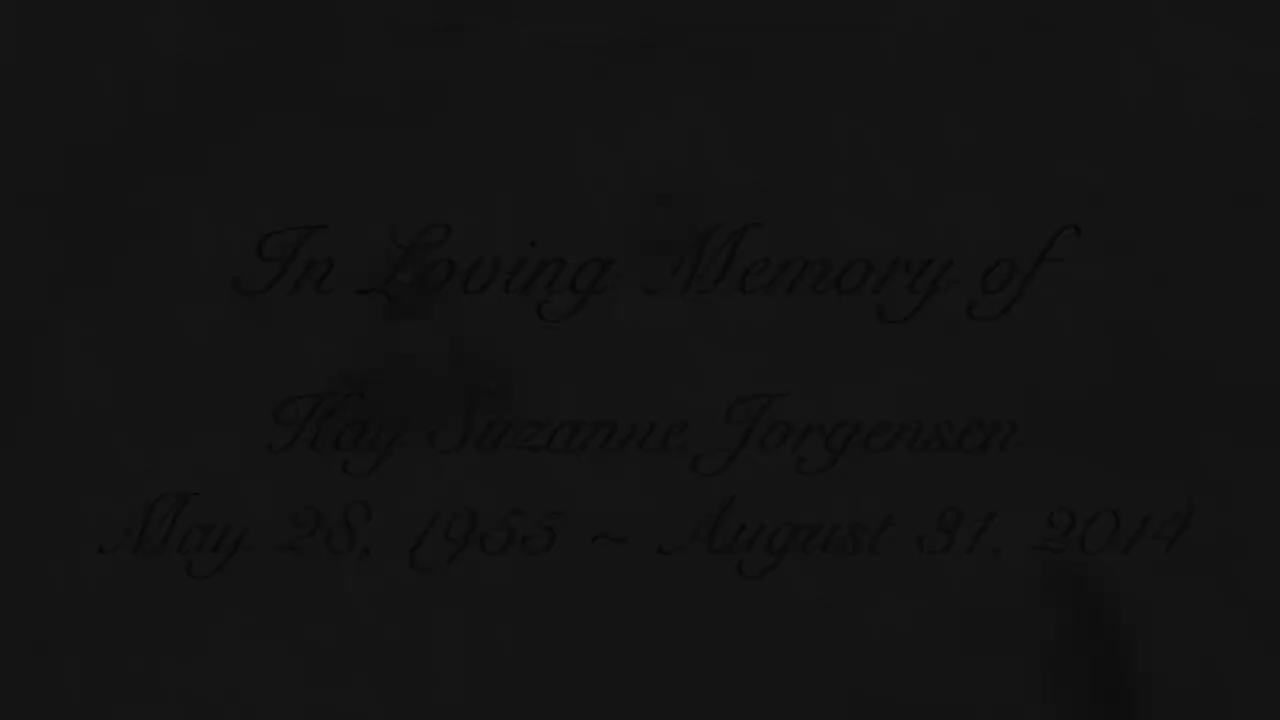 In Loving Memory of
Kay Suzanne Jorgensen
May 28, 1955 ~ August 31, 2014